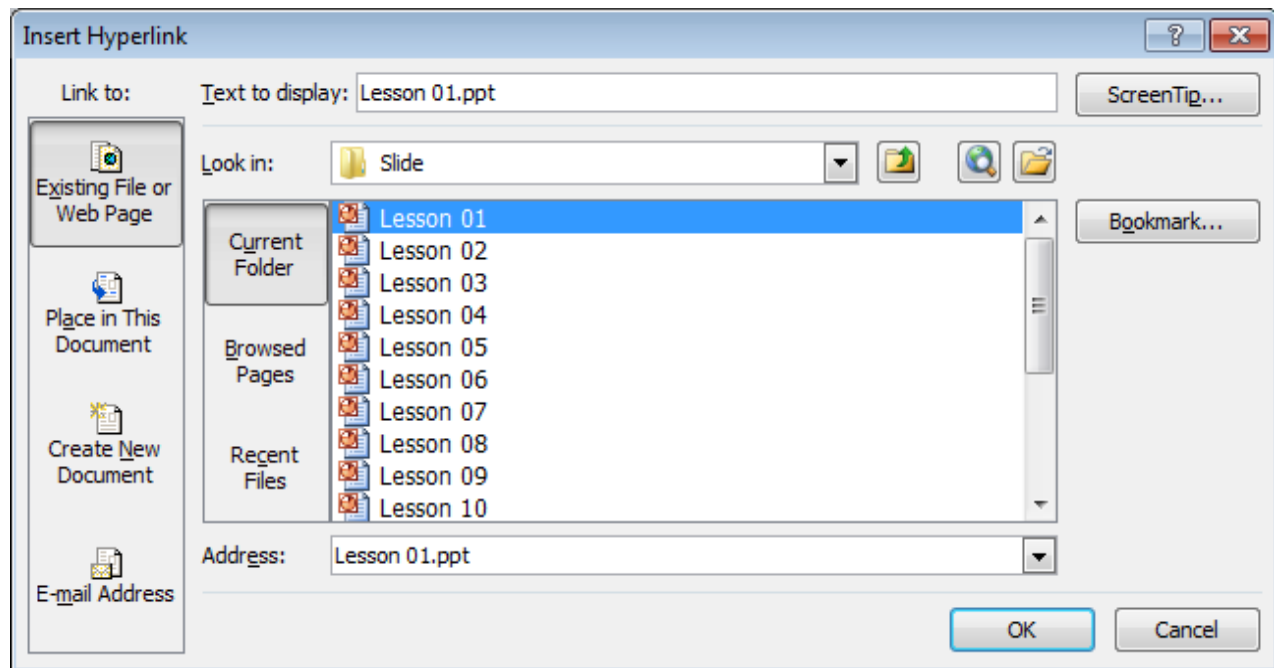 Insert Hyperlink
Link to:
Text to display: Lesson 01.ppt
ScreenTip...
Existing File or
Web Page
Place in This
Document
Create New
Document
E-mail Address
Look in: Slide
Current
Folder
Browsed
Pages
Recent
Files
Lesson 01
Lesson 02
Lesson 03
Lesson 04
Lesson 05
Lesson 06
Lesson 07
Lesson 08
Lesson 09
Lesson 10
Bookmark...
Address: Lesson 01.ppt
OK
Cancel